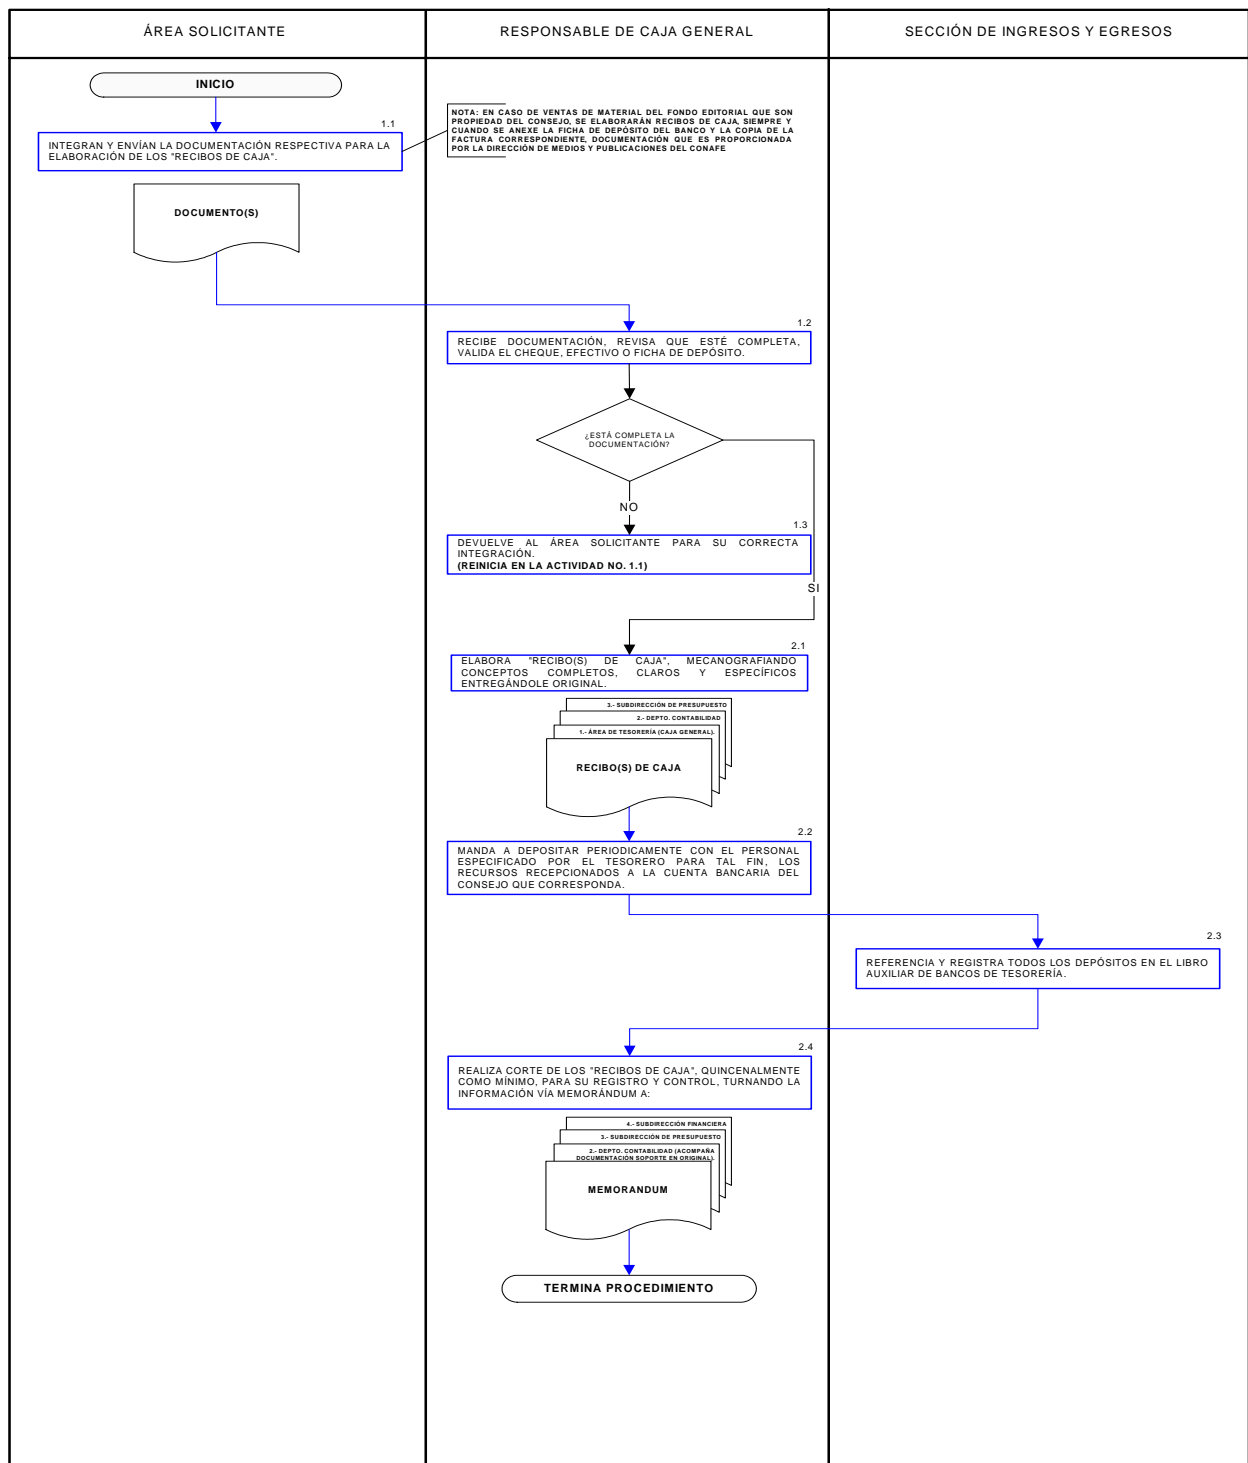 ÁREA SOLICITANTE
RESPONSABLE DE CAJA GENERAL
SECCIÓN DE INGRESOS Y EGRESOS
INICIO
1.1
INTEGRAN Y ENVÍAN LA DOCUMENTACIÓN RESPECTIVA PARA LA
ELABORACIÓN DE LOS "RECIBOS DE CAJA".
NOTA: EN CASO DE VENTAS DE MATERIAL DEL FONDO EDITORIAL QUE SON
PROPIEDAD DEL CONSEJO, SE ELABORARÁN RECIBOS DE CAJA, SIEMPRE Y
CUANDO SE ANEXE LA FICHA DE DEPÓSITO DEL BANCO Y LA COPIA DE LA
FACTURA CORRESPONDIENTE, DOCUMENTACIÓN QUE ES PROPORCIONADA
POR LA DIRECCIÓN DE MEDIOS Y PUBLICACIONES DEL CONAFE
DOCUMENTO(S)
1.2
RECIBE DOCUMENTACIÓN, REVISA QUE ESTÉ COMPLETA,
VALIDA EL CHEQUE, EFECTIVO O FICHA DE DEPÓSITO.
¿ESTÁ COMPLETA LA
DOCUMENTACIÓN?
NO
1.3
DEVUELVE AL ÁREA SOLICITANTE PARA SU CORRECTA
INTEGRACIÓN.
(REINICIA EN LA ACTIVIDAD NO. 1.1)
SI
2.1
ELABORA "RECIBO(S) DE CAJA", MECANOGRAFIANDO
CONCEPTOS COMPLETOS, CLAROS Y ESPECÍFICOS
ENTREGÁNDOLE ORIGINAL.
3.- SUBDIRECCIÓN DE PRESUPUESTO
2.- DEPTO. CONTABILIDAD
1.- ÁREA DE TESORERÍA (CAJA GENERAL).
RECIBO(S) DE CAJA
2.2
MANDA A DEPOSITAR PERIODICAMENTE CON EL PERSONAL
ESPECIFICADO POR EL TESORERO PARA TAL FIN, LOS
RECURSOS RECEPCIONADOS A LA CUENTA BANCARIA DEL
CONSEJO QUE CORRESPONDA.
2.3
REFERENCIA Y REGISTRA TODOS LOS DEPÓSITOS EN EL LIBRO
AUXILIAR DE BANCOS DE TESORERÍA.
2.4
REALIZA CORTE DE LOS "RECIBOS DE CAJA", QUINCENALMENTE
COMO MÍNIMO, PARA SU REGISTRO Y CONTROL, TURNANDO LA
INFORMACIÓN VÍA MEMORÁNDUM A:
4.- SUBDIRECCIÓN FINANCIERA
3.- SUBDIRECCIÓN DE PRESUPUESTO
2.- DEPTO. CONTABILIDAD (ACOMPAÑA
DOCUMENTACIÓN SOPORTE EN ORIGINAL).
MEMORANDUM
TERMINA PROCEDIMIENTO